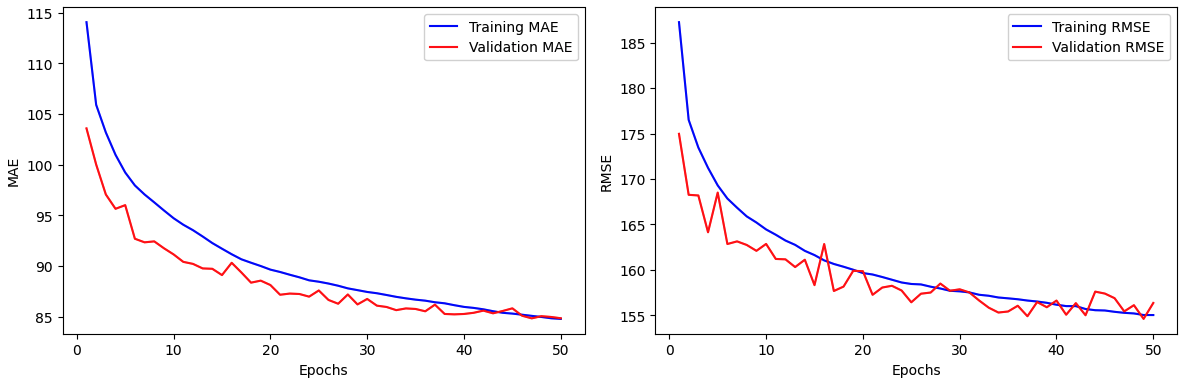 Training MAE
Validation MAE
115
110
105
100
95
90
85
MAE
0 10 20 30 40 50
Epochs
Training RMSE
Validation RMSE
185
180
175
170
165
160
155
RMSE
0 10 20 30 40 50
Epochs